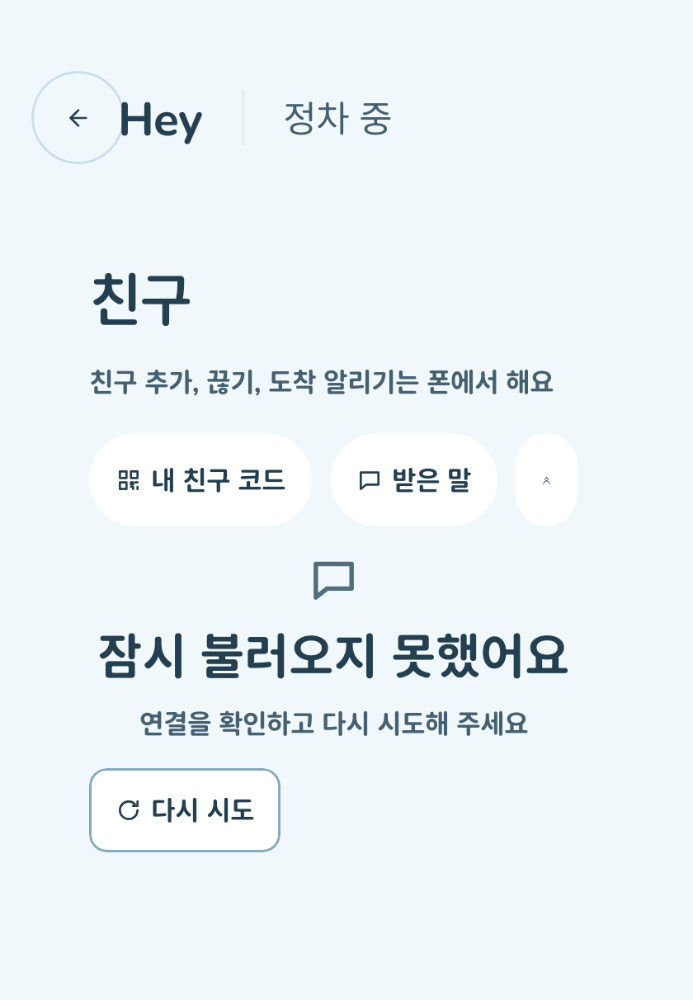 Hey 정차 중
친구
친구 추가, 끊기, 도착 알리기는 폰에서 해요
내 친구 코드 받은 말
잠시 불러오지 못했어요
연결을 확인하고 다시 시도해 주세요
다시 시도